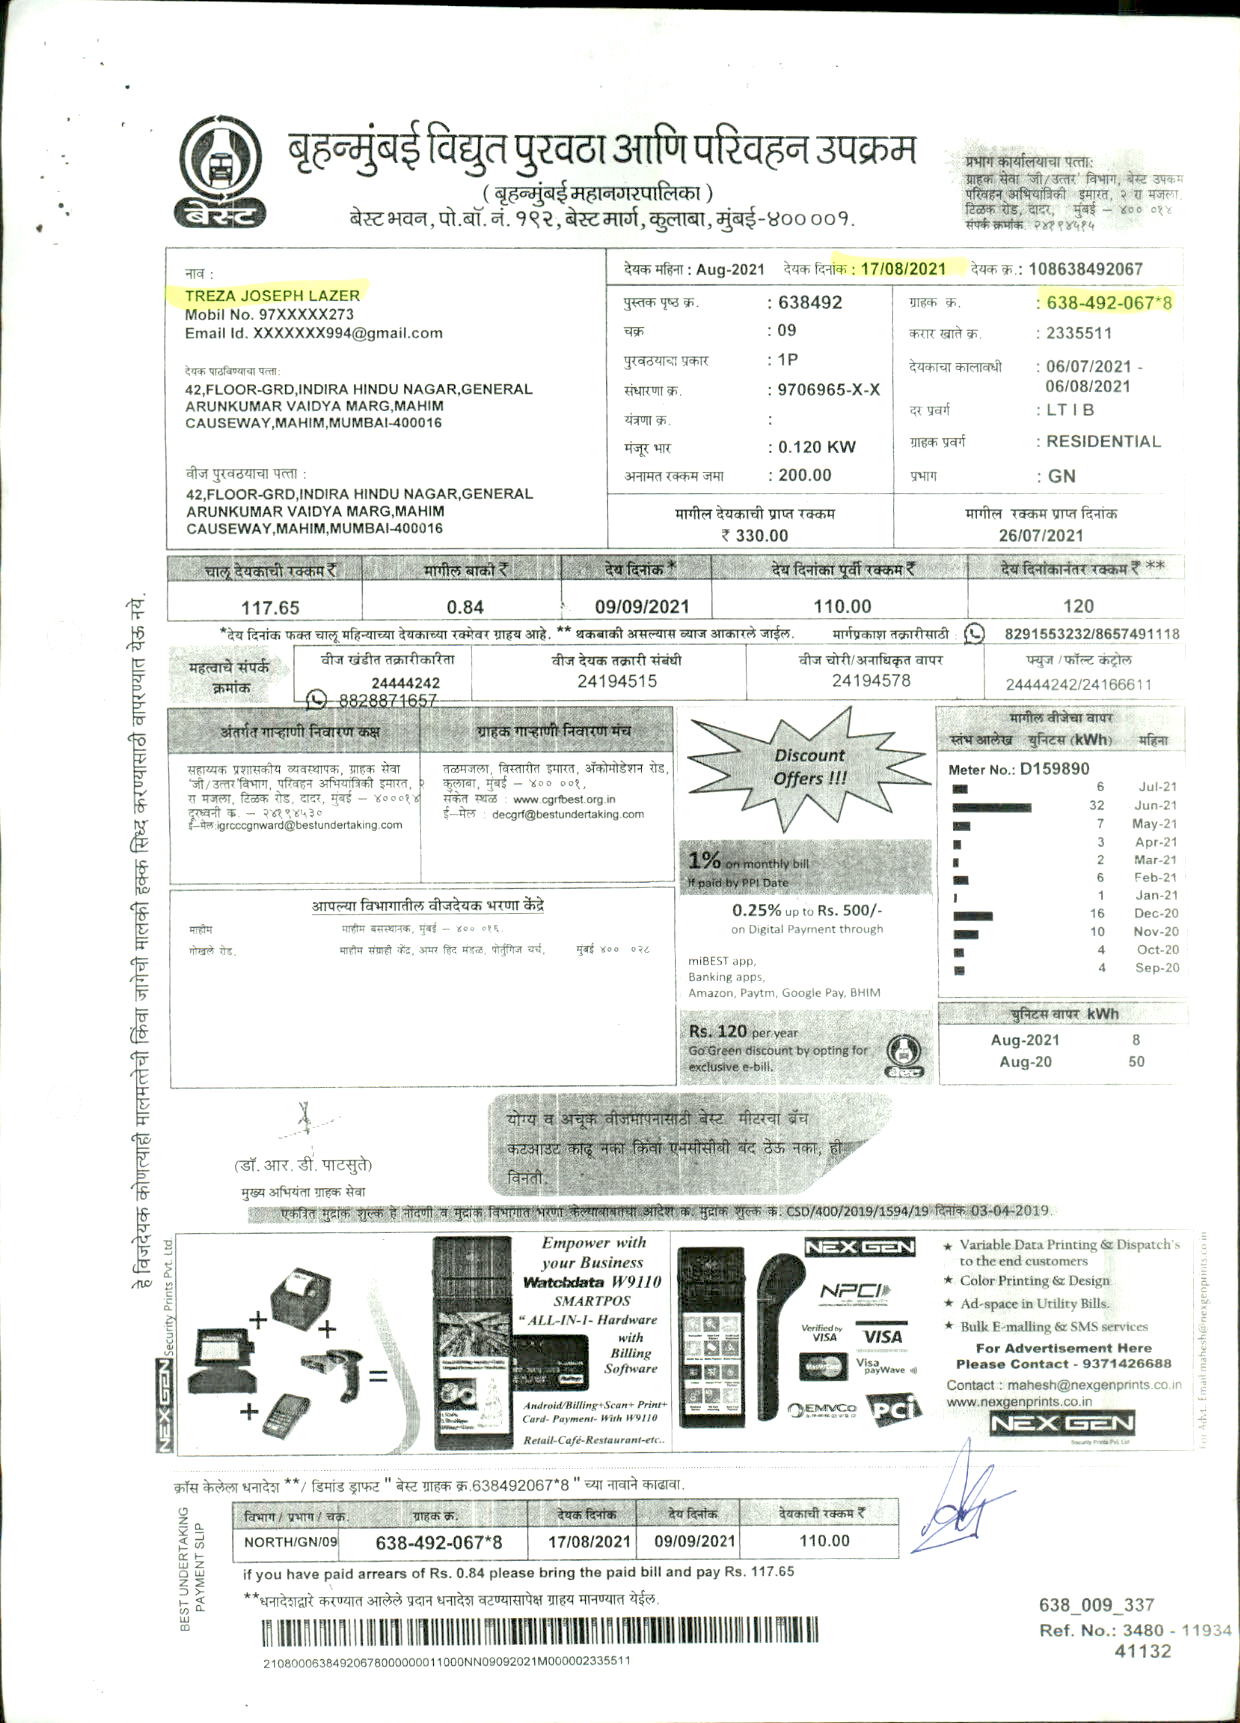 बृहन्मुंबई विद्युत पुरवठा आणि परिवहन उपक्रम
( बृहन्मुंबई महानगरपालिका )
बेस्ट भवन, पो.बॉ. नं. १९२, बेस्ट मार्ग, कुलाबा, मुंबई-४०० ००१.
बेस्ट
प्रभाग कार्यालयाचा पत्ता:
ग्राहक सेवा 'जी/उत्तर' विभाग, बेस्ट उपक्रम
परिवहन अभियांत्रिकी इमारत, २ रा मजला,
टिळक रोड, दादर, मुंबई – ४०० ०१४
संपर्क क्रमांक. २४१९४५१५
नाव :
TREZA JOSEPH LAZER
Mobil No. 97XXXXX273
Email Id. XXXXXXX994@gmail.com
देयक पाठविण्याचा पत्ता:
42,FLOOR-GRD,INDIRA HINDU NAGAR,GENERAL
ARUNKUMAR VAIDYA MARG,MAHIM
CAUSEWAY,MAHIM,MUMBAI-400016
वीज पुरवठयाचा पत्ता :
42,FLOOR-GRD,INDIRA HINDU NAGAR,GENERAL
ARUNKUMAR VAIDYA MARG,MAHIM
CAUSEWAY,MAHIM,MUMBAI-400016
देयक महिना : Aug-2021 देयक दिनांक : 17/08/2021 देयक क्र.: 108638492067
पुस्तक पृष्ठ क्र. : 638492
चक्र : 09
पुरवठयाचा प्रकार : 1P
संधारणा क्र. : 9706965-X-X
यंत्रणा क्र. :
मंजूर भार : 0.120 KW
अनामत रक्कम जमा : 200.00
ग्राहक क्र. : 638-492-067*8
करार खाते क्र. : 2335511
देयकाचा कालावधी : 06/07/2021 -
06/08/2021
दर प्रवर्ग : LT I B
ग्राहक प्रवर्ग : RESIDENTIAL
प्रभाग : GN
मागील देयकाची प्राप्त रक्कम
₹ 330.00
मागील रक्कम प्राप्त दिनांक
26/07/2021
चालू देयकाची रक्कम ₹ मागील बाकी ₹ देय दिनांक * देय दिनांका पूर्वी रक्कम ₹ देय दिनांकानंतर रक्कम ₹ **
117.65 0.84 09/09/2021 110.00 120
*देय दिनांक फक्त चालू महिन्याच्या देयकाच्या रक्मेवर ग्राहय आहे. ** थकबाकी असल्यास व्याज आकारले जाईल. मार्गप्रकाश तक्रारीसाठी : 8291553232/8657491118
महत्वाचे संपर्क
क्रमांक
वीज खंडीत तक्रारीकरिता
24444242
8828871657
वीज देयक तक्रारी संबंधी
24194515
वीज चोरी/अनाधिकृत वापर
24194578
फ्युज /फॉल्ट कंट्रोल
24444242/24166611
अंतर्गत गाऱ्हाणी निवारण कक्ष
सहाय्यक प्रशासकीय व्यवस्थापक, ग्राहक सेवा
'जी/उत्तर'विभाग, परिवहन अभियांत्रिकी इमारत, २
रा मजला, टिळक रोड, दादर, मुंबई – ४०००१४
दूरध्वनी क. – २४१९४५३०
ई-मेल:igrcccgnward@bestundertaking.com
ग्राहक गाऱ्हाणी निवारण मंच
तळमजला, विस्तारीत इमारत, अॅकोमोडेशन रोड,
कुलाबा, मुंबई – ४०० ००१,
संकेत स्थळ : www.cgrfbest.org.in
ई-मेल : decgrf@bestundertaking.com
Discount
Offers !!!
1% on monthly bill
If paid by PPI Date
0.25% up to Rs. 500/-
on Digital Payment through
miBEST app,
Banking apps,
Amazon, Paytm, Google Pay, BHIM
Rs. 120 per year
Go Green discount by opting for
exclusive e-bill.
बेस्ट
मागील वीजेचा वापर
स्तंभ आलेख युनिटस (kWh) महिना
Meter No.: D159890
6 Jul-21
32 Jun-21
7 May-21
3 Apr-21
2 Mar-21
6 Feb-21
1 Jan-21
16 Dec-20
10 Nov-20
4 Oct-20
4 Sep-20
युनिटस वापर kWh
Aug-2021 8
Aug-20 50
आपल्या विभागातील वीजदेयक भरणा केंद्रे
माहीम माहीम बसस्थानक, मुंबई – ४०० ०१६.
गोखले रोड. माहीम संग्राही केंद्र, अमर हिंद मंडळ, पोर्तुगिज चर्च, मुंबई ४०० ०२८
हे विजदेयक कोणत्याही मालमत्तेची किंवा जागेची मालकी हक्क सिध्द करण्यासाठी वापरण्यात येऊ नये.
(डॉ. आर. डी. पाटसुते)
मुख्य अभियंता ग्राहक सेवा
योग्य व अचूक वीजमापनासाठी बेस्ट मीटरचा ब्रॅच
कटआउट काढू नका किंवा एमसीसीबी बंद ठेऊ नका, ही
विनंती.
एकत्रित मुद्रांक शुल्क हे नोंदणी व मुद्रांक विभागात भरणा केल्याबाबतचा आदेश क. मुद्रांक शुल्क क. CSD/400/2019/1594/19 दिनांक 03-04-2019.
NEX GEN Security Prints Pvt. Ltd.
Empower with
your Business
Watchdata W9110
SMARTPOS
“ ALL-IN-1- Hardware
with
Billing
Software
Android/Billing+Scan+Print+
Card- Payment- With W9110
Retail-Café-Restaurant-etc..
NEX GEN
NPCI
Verified by
VISA
VISA
MasterCard
Visa
payWave
EMVCo
PCi
★ Variable Data Printing & Dispatch's
to the end customers
★ Color Printing & Design
★ Ad-space in Utility Bills.
★ Bulk E-malling & SMS services
For Advertisement Here
Please Contact - 9371426688
Contact : mahesh@nexgenprints.co.in
www.nexgenprints.co.in
NEX GEN
Security Prints Pvt. Ltd
For Advt. Email:mahesh@nexgenprints.co.in
क्रॉस केलेला धनादेश **/ डिमांड ड्राफट " बेस्ट ग्राहक क्र.638492067*8 " च्या नावाने काढावा.
BEST UNDERTAKING
PAYMENT SLIP
विभाग / प्रभाग / चक्र. ग्राहक क्र. देयक दिनांक देय दिनांक देयकाची रक्कम ₹
NORTH/GN/09 638-492-067*8 17/08/2021 09/09/2021 110.00
if you have paid arrears of Rs. 0.84 please bring the paid bill and pay Rs. 117.65
**धनादेशद्वारे करण्यात आलेले प्रदान धनादेश वटण्यासापेक्ष ग्राहय मानण्यात येईल.
21080006384920678000000011000NN09092021M000002335511
638_009_337
Ref. No.: 3480 - 11934
41132